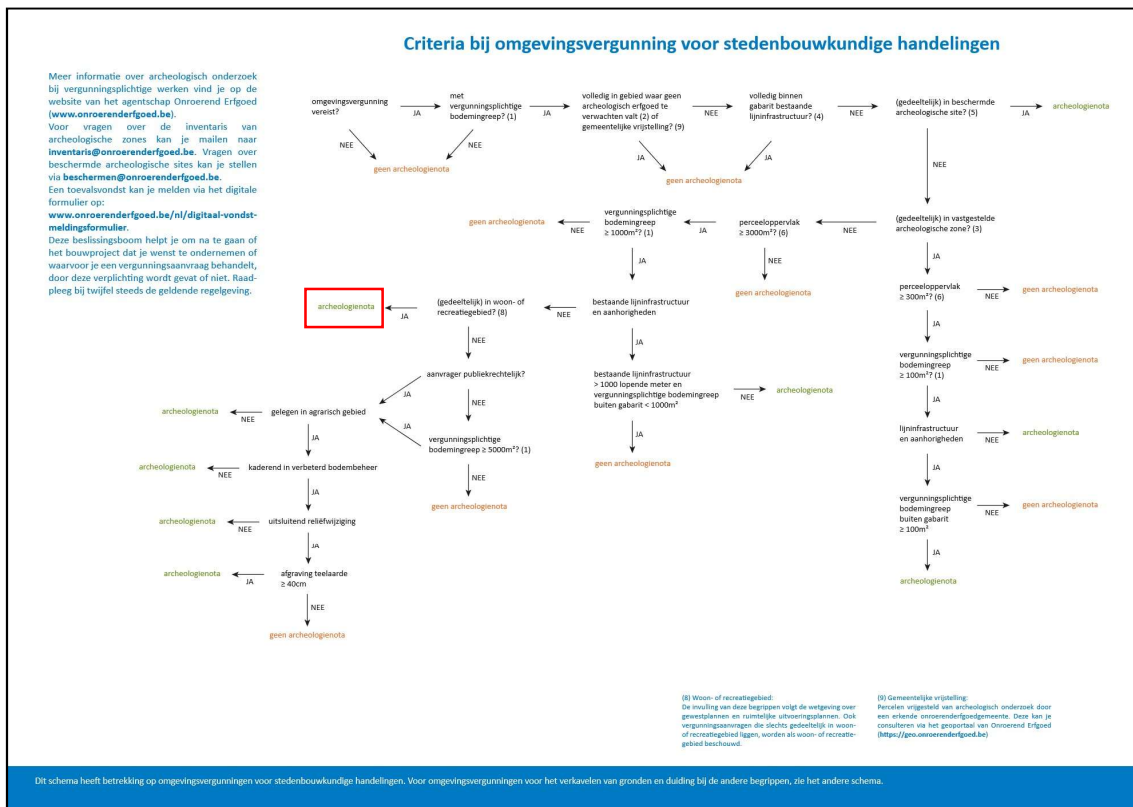 Criteria bij omgevingsvergunning voor stedenbouwkundige handelingen
Meer informatie over archeologisch onderzoek
bij vergunningsplichtige werken vind je op de
website van het agentschap Onroerend Erfgoed
(www.onroerenderfgoed.be).
Voor vragen over de inventaris van
archeologische zones kan je mailen naar
inventaris@onroerenderfgoed.be. Vragen over
beschermde archeologische sites kan je stellen
via beschermen@onroerenderfgoed.be.
Een toevalsvondst kan je melden via het digitale
formulier op:
www.onroerenderfgoed.be/nl/digitaal-vondst-
meldingsformulier.
Deze beslissingsboom helpt je om na te gaan of
het bouwproject dat je wenst te ondernemen of
waarvoor je een vergunningsaanvraag behandelt,
door deze verplichting wordt gevat of niet. Raad-
pleeg bij twijfel steeds de geldende regelgeving.
omgevingsvergunning
vereist?
JA
NEE
met
vergunningsplichtige
bodemingreep? (1)
JA
NEE
geen archeologienota
volledig in gebied waar geen
archeologisch erfgoed te
verwachten valt (2) of
gemeentelijke vrijstelling? (9)
NEE
JA
volledig binnen
gabarit bestaande
lijninfrastructuur? (4)
NEE
JA
geen archeologienota
(gedeeltelijk) in beschermde
archeologische site? (5)
JA
archeologienota
NEE
geen archeologienota
NEE
vergunningsplichtige
bodemingreep
≥ 1000m²? (1)
JA
perceeloppervlak
≥ 3000m²? (6)
NEE
(gedeeltelijk) in vastgestelde
archeologische zone? (3)
JA
NEE
JA
geen archeologienota
perceeloppervlak
≥ 300m²? (6)
NEE
geen archeologienota
JA
archeologienota
JA
(gedeeltelijk) in woon- of
recreatiegebied? (8)
NEE
bestaande lijninfrastructuur
en aanhorigheden
NEE
JA
vergunningsplichtige
bodemingreep
≥ 100m²? (1)
NEE
geen archeologienota
JA
aanvrager publiekrechtelijk?
JA
NEE
bestaande lijninfrastructuur
> 1000 lopende meter en
vergunningsplichtige bodemingreep
buiten gabarit < 1000m²
NEE
archeologienota
JA
geen archeologienota
archeologienota
NEE
gelegen in agrarisch gebied
JA
JA
vergunningsplichtige
bodemingreep ≥ 5000m²? (1)
NEE
geen archeologienota
lijninfrastructuur
en aanhorigheden
NEE
archeologienota
JA
archeologienota
NEE
kaderend in verbeterd bodembeheer
JA
vergunningsplichtige
bodemingreep
buiten gabarit
≥ 100m³
NEE
geen archeologienota
JA
archeologienota
archeologienota
NEE
uitsluitend reliëfwijziging
JA
archeologienota
JA
afgraving teelaarde
≥ 40cm
NEE
geen archeologienota
(8) Woon- of recreatiegebied:
De invulling van deze begrippen volgt de wetgeving over
gewestplannen en ruimtelijke uitvoeringsplannen. Ook
vergunningsaanvragen die slechts gedeeltelijk in woon-
of recreatiegebied liggen, worden als woon- of recreatie-
gebied beschouwd.
(9) Gemeentelijke vrijstelling:
Percelen vrijgesteld van archeologisch onderzoek door
een erkende onroerenderfgoedgemeente. Deze kan je
consulteren via het geoportaal van Onroerend Erfgoed
(https://geo.onroerenderfgoed.be)
Dit schema heeft betrekking op omgevingsvergunningen voor stedenbouwkundige handelingen. Voor omgevingsvergunningen voor het verkavelen van gronden en duiding bij de andere begrippen, zie het andere schema.